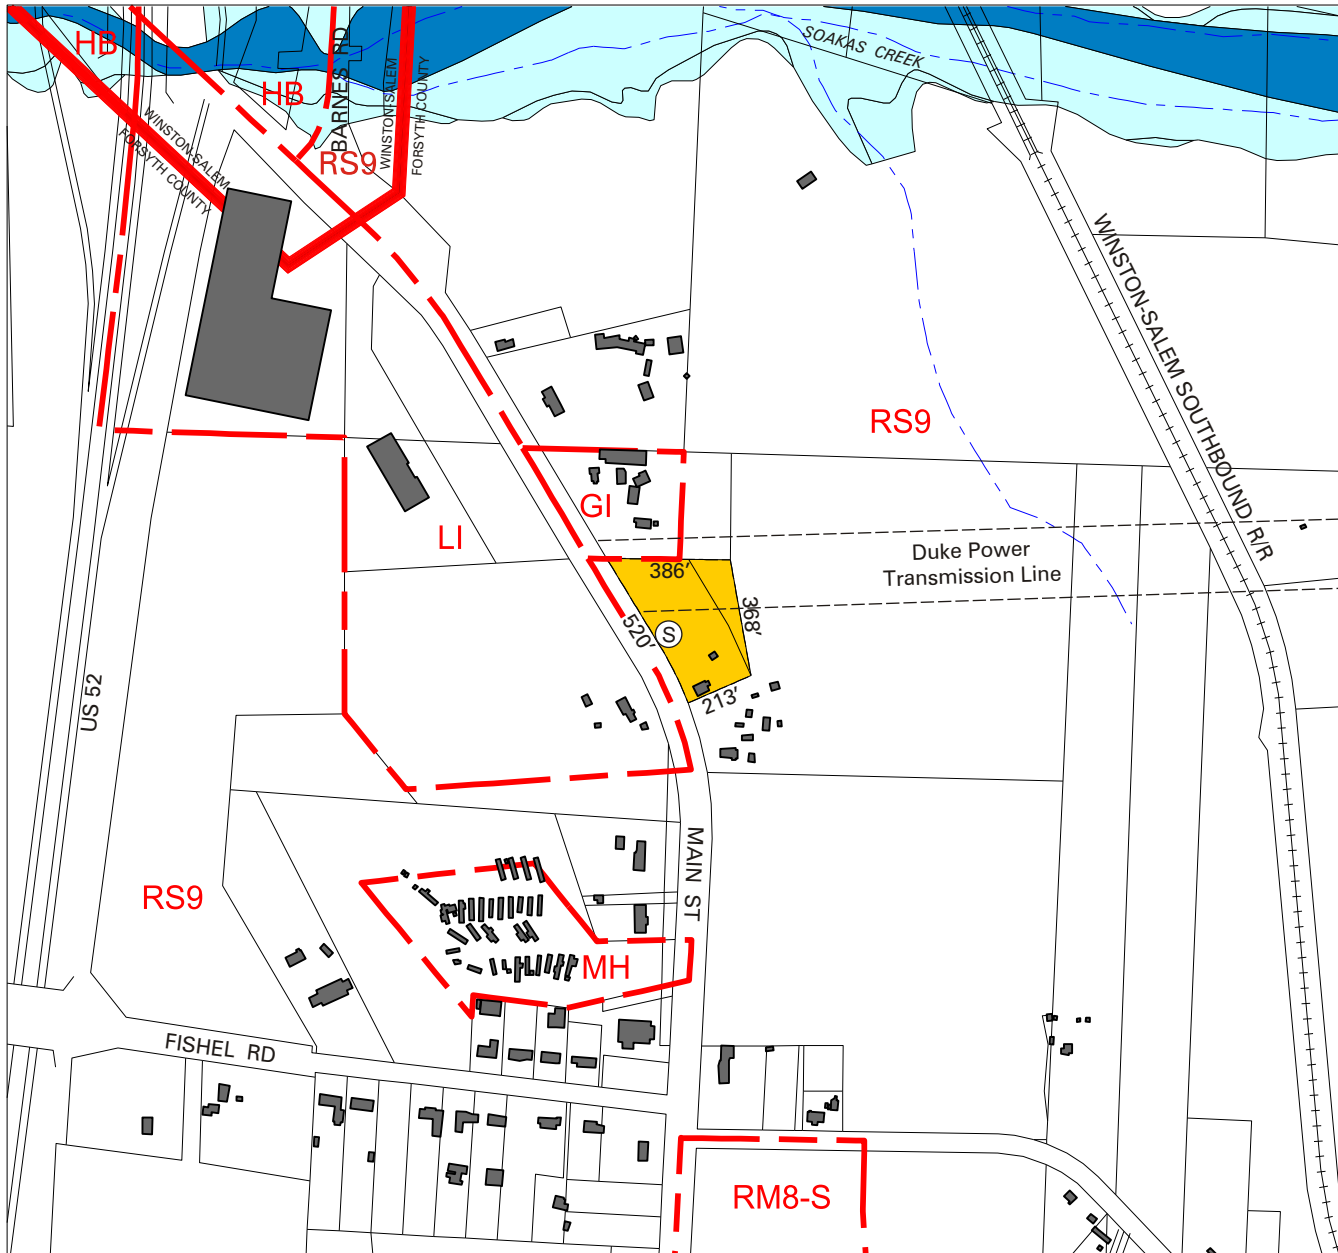 HB
HB
BARNES RD
SOAKAS CREEK
WINSTON-SALEM
FORSYTH COUNTY
WINSTON-SALEM
FORSYTH COUNTY
RS9
WINSTON-SALEM SOUTHBOUND R/R
RS9
GI
LI
Duke Power
Transmission Line
386'
368'
520'
S
213'
US 52
MAIN ST
RS9
MH
FISHEL RD
RM8-S